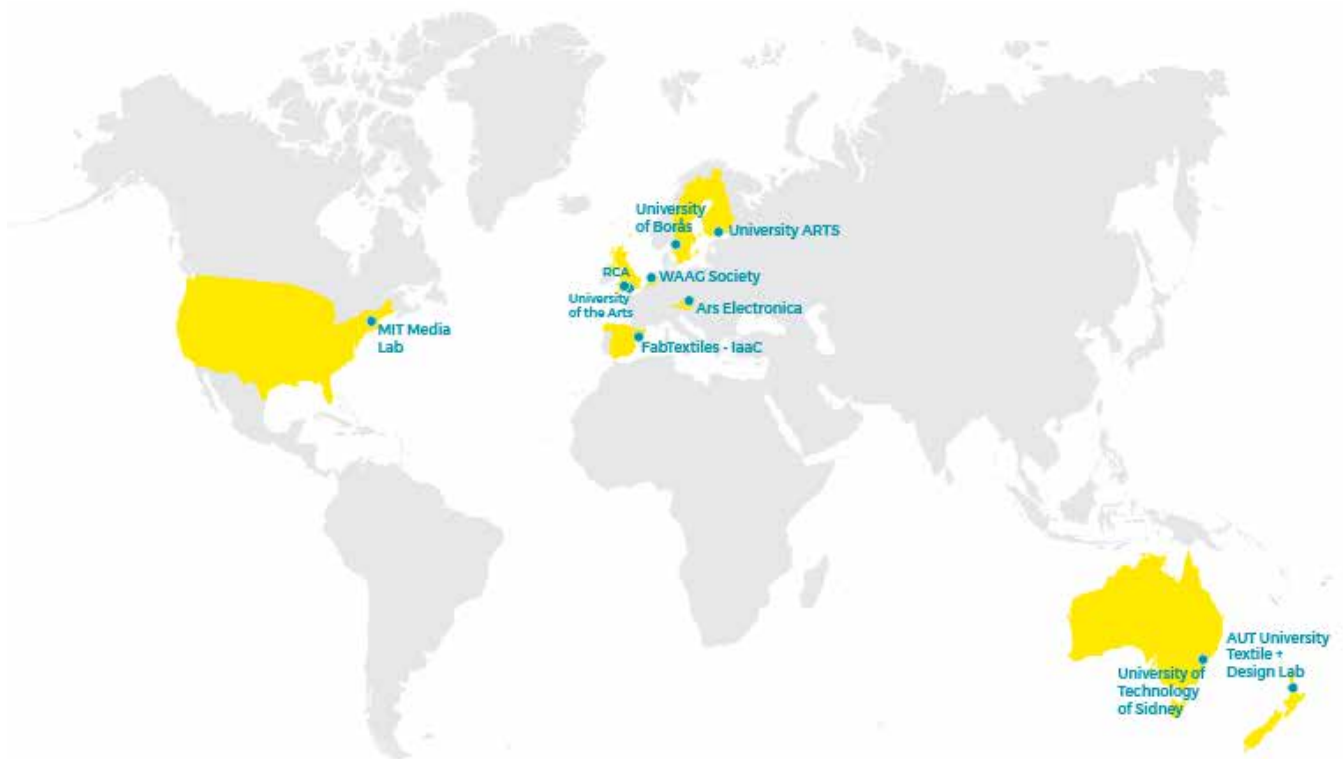 University
of Borås
University ARTS
RCA
WAAG Society
University
of the Arts
Ars Electronica
MIT Media
Lab
FabTextiles - IaaC
AUT University
Textile +
Design Lab
University of
Technology
of Sidney